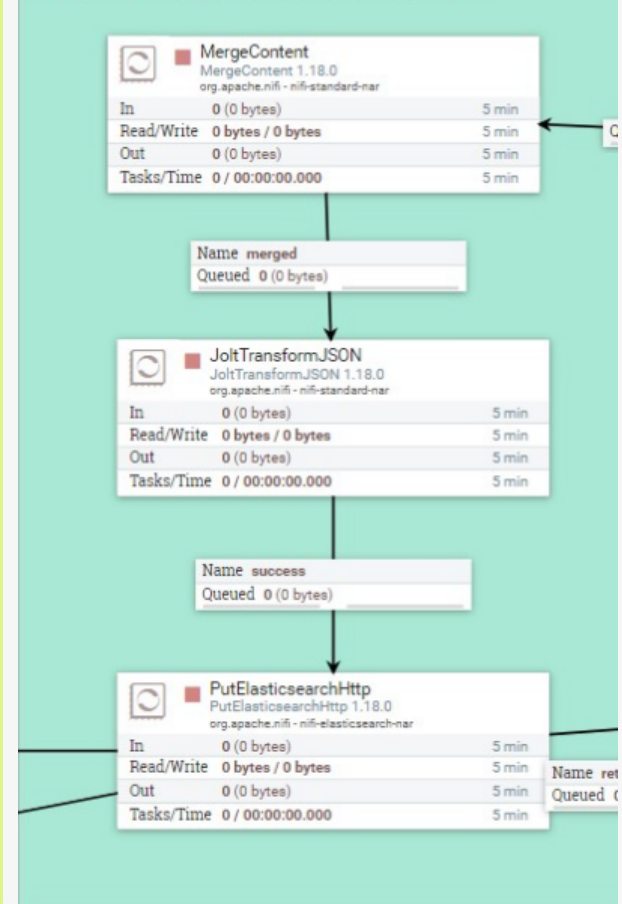 MergeContent
MergeContent 1.18.0
org.apache.nifi - nifi-standard-nar
In 0 (0 bytes) 5 min
Read/Write 0 bytes / 0 bytes 5 min
Out 0 (0 bytes) 5 min
Tasks/Time 0 / 00:00:00.000 5 min
Name merged
Queued 0 (0 bytes)
JoltTransformJSON
JoltTransformJSON 1.18.0
org.apache.nifi - nifi-standard-nar
In 0 (0 bytes) 5 min
Read/Write 0 bytes / 0 bytes 5 min
Out 0 (0 bytes) 5 min
Tasks/Time 0 / 00:00:00.000 5 min
Name success
Queued 0 (0 bytes)
PutElasticsearchHttp
PutElasticsearchHttp 1.18.0
org.apache.nifi - nifi-elasticsearch-nar
In 0 (0 bytes) 5 min
Read/Write 0 bytes / 0 bytes 5 min
Out 0 (0 bytes) 5 min
Tasks/Time 0 / 00:00:00.000 5 min
Name
Queued